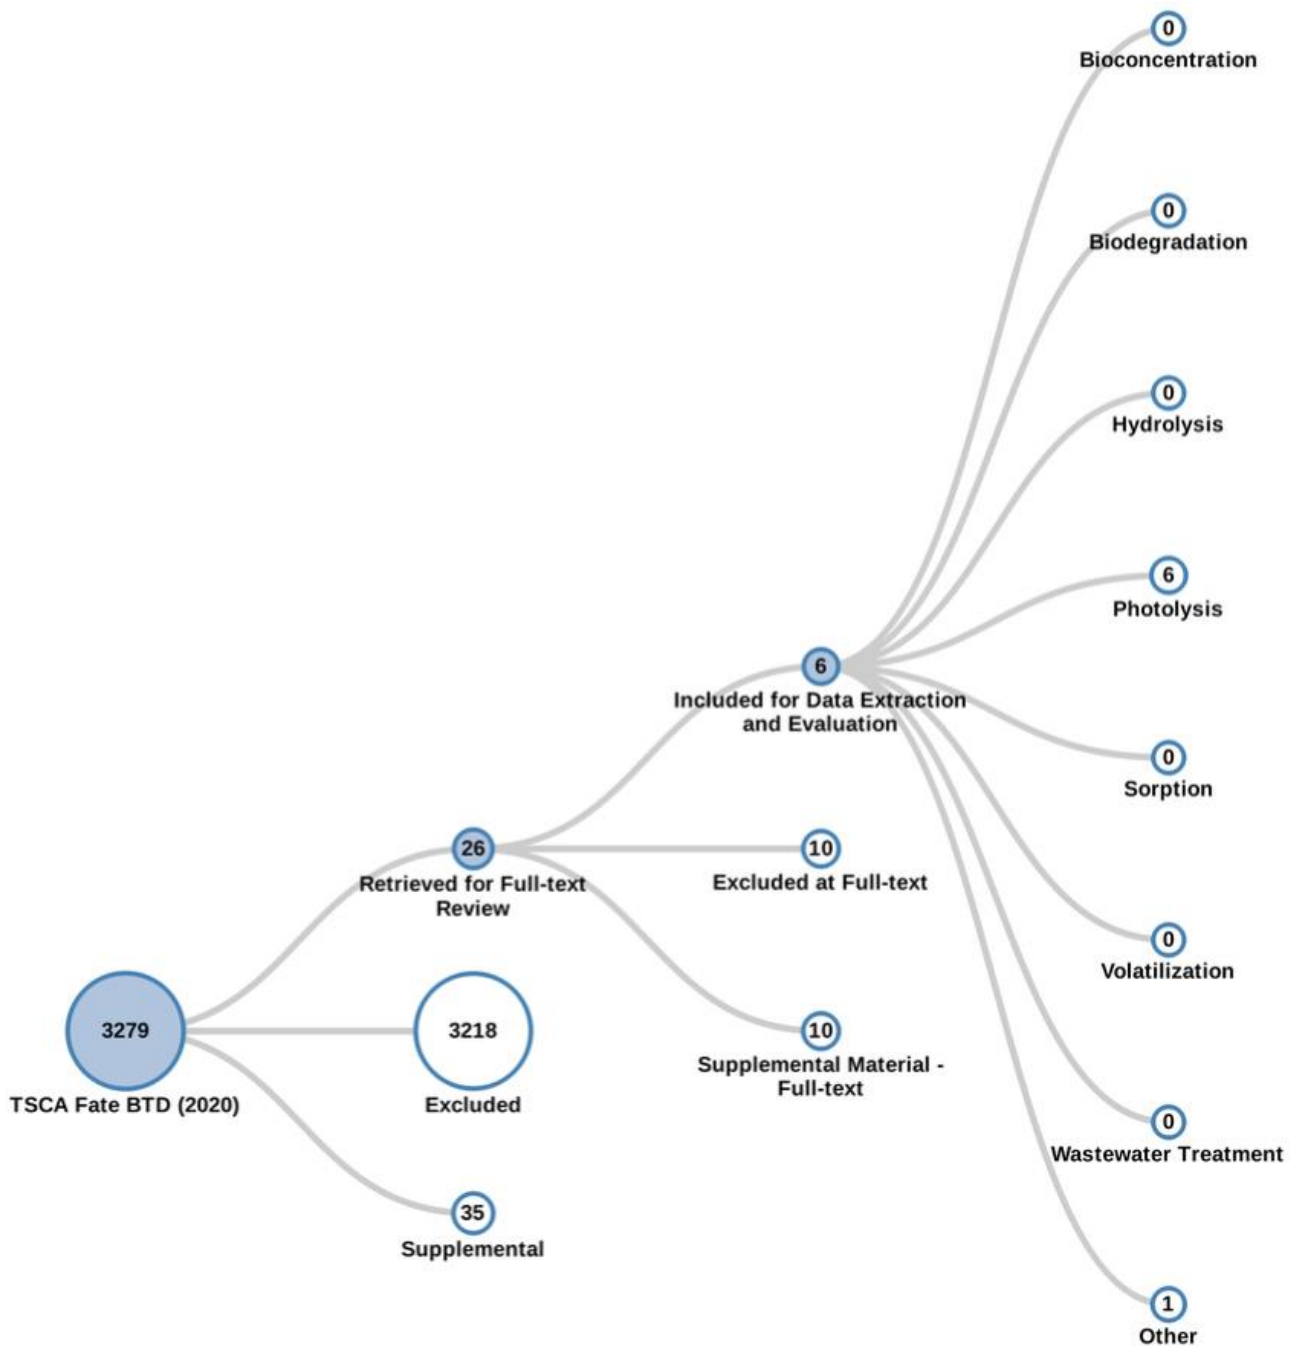 0
Bioconcentration
0
Biodegradation
0
Hydrolysis
6
Photolysis
6
Included for Data Extraction
and Evaluation
0
Sorption
26
Retrieved for Full-text
Review
10
Excluded at Full-text
0
Volatilization
3279
TSCA Fate BTD (2020)
3218
Excluded
10
Supplemental Material -
Full-text
0
Wastewater Treatment
35
Supplemental
1
Other